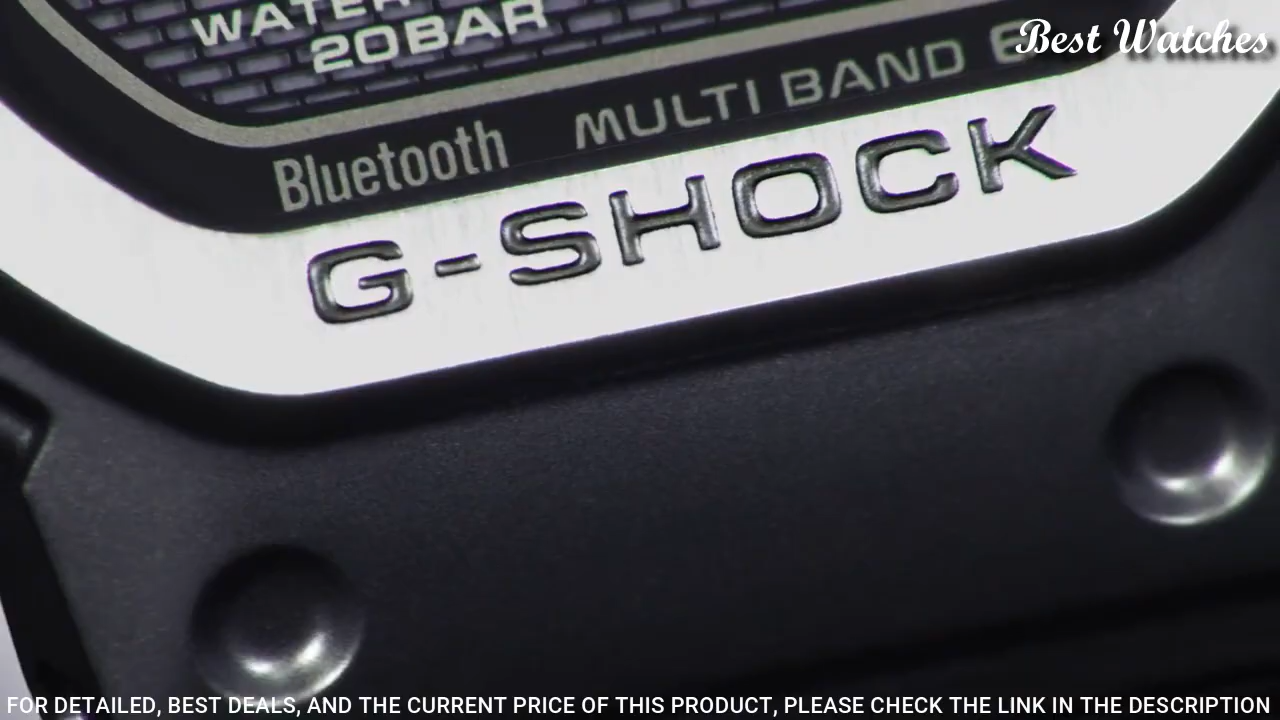 Best Watches
WATER
20BAR
Bluetooth MULTI BAND 6
G-SHOCK
FOR DETAILED, BEST DEALS, AND THE CURRENT PRICE OF THIS PRODUCT, PLEASE CHECK THE LINK IN THE DESCRIPTION